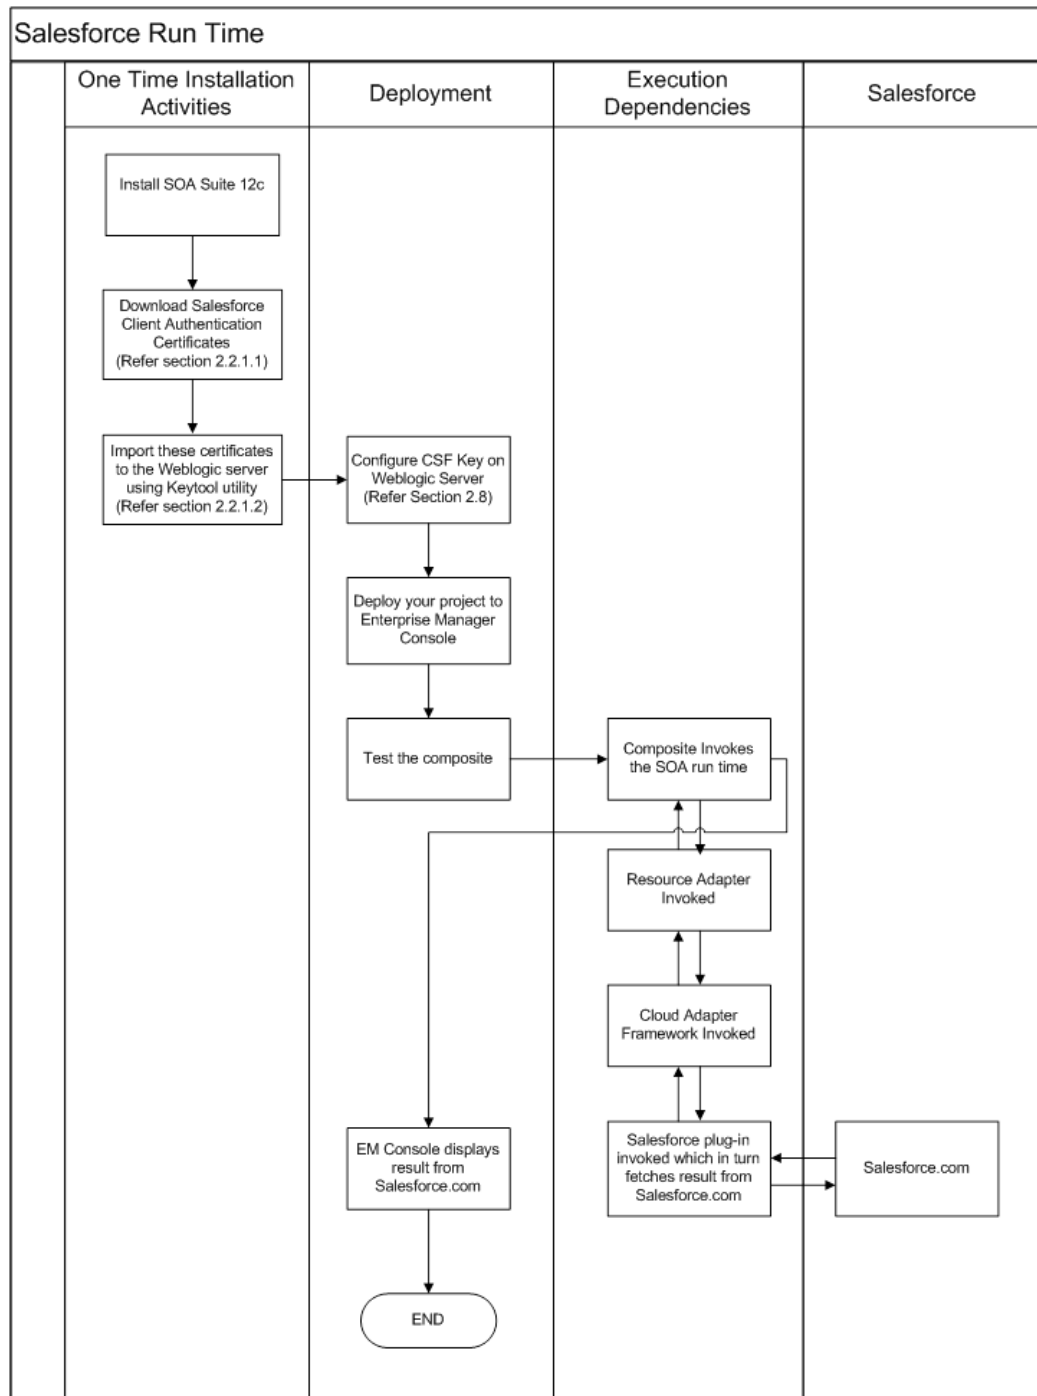 Salesforce Run Time
One Time Installation
Activities
Deployment
Execution
Dependencies
Salesforce
Install SOA Suite 12c
Download Salesforce
Client Authentication
Certificates
(Refer section 2.2.1.1)
Import these certificates
to the Weblogic server
using Keytool utility
(Refer section 2.2.1.2)
Configure CSF Key on
Weblogic Server
(Refer Section 2.8)
Deploy your project to
Enterprise Manager
Console
Test the composite
Composite Invokes
the SOA run time
Resource Adapter
Invoked
Cloud Adapter
Framework Invoked
Salesforce plug-in
invoked which in turn
fetches result from
Salesforce.com
Salesforce.com
EM Console displays
result from
Salesforce.com
END